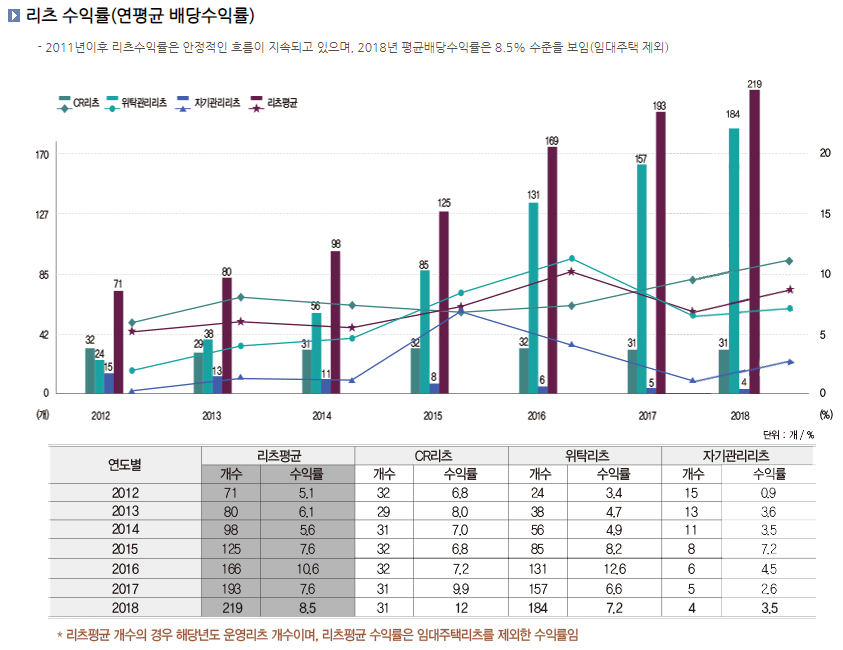 리츠 수익률(연평균 배당수익률)
- 2011년이후 리츠수익률은 안정적인 흐름이 지속되고 있으며, 2018년 평균배당수익률은 8.5% 수준을 보임(임대주택 제외)
CR리츠 위탁관리리츠 자기관리리츠 리츠평균
170 127 85 42 0
(개)
32 24 15 71
29 38 13 80
31 56 11 98
32 85 8 125
32 131 6 169
31 157 5 193
31 184 4 219
20 15 10 5 0
(%)
2012 2013 2014 2015 2016 2017 2018
단위 : 개 / %
연도별 리츠평균 CR리츠 위탁리츠 자기관리리츠
개수 수익률 개수 수익률 개수 수익률 개수 수익률
2012 71 5.1 32 6.8 24 3.4 15 0.9
2013 80 6.1 29 8.0 38 4.7 13 3.6
2014 98 5.6 31 7.0 56 4.9 11 3.5
2015 125 7.6 32 6.8 85 8.2 8 7.2
2016 166 10.6 32 7.2 131 12.6 6 4.5
2017 193 7.6 31 9.9 157 6.6 5 2.6
2018 219 8.5 31 12 184 7.2 4 3.5
* 리츠평균 개수의 경우 해당년도 운영리츠 개수이며, 리츠평균 수익률은 임대주택리츠를 제외한 수익률임